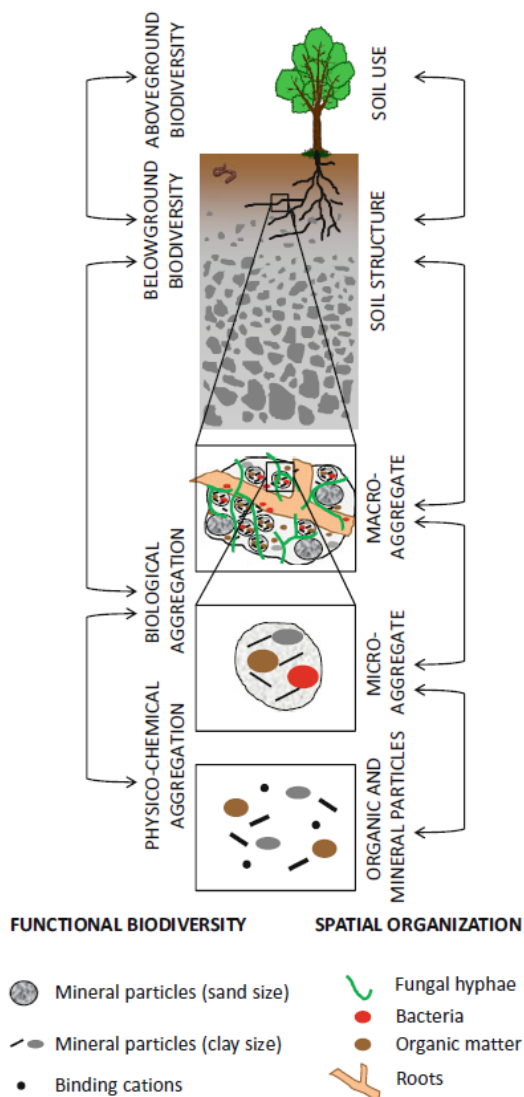 ABOVEGROUND
BIODIVERSITY
SOIL USE
BELOWGROUND
BIODIVERSITY
SOIL STRUCTURE
MACRO-
AGGREGATE
BIOLOGICAL
AGGREGATION
MICRO-
AGGREGATE
PHYSICO-CHEMICAL
AGGREGATION
ORGANIC AND
MINERAL PARTICLES
FUNCTIONAL BIODIVERSITY
SPATIAL ORGANIZATION
Mineral particles (sand size)
Mineral particles (clay size)
Binding cations
Fungal hyphae
Bacteria
Organic matter
Roots